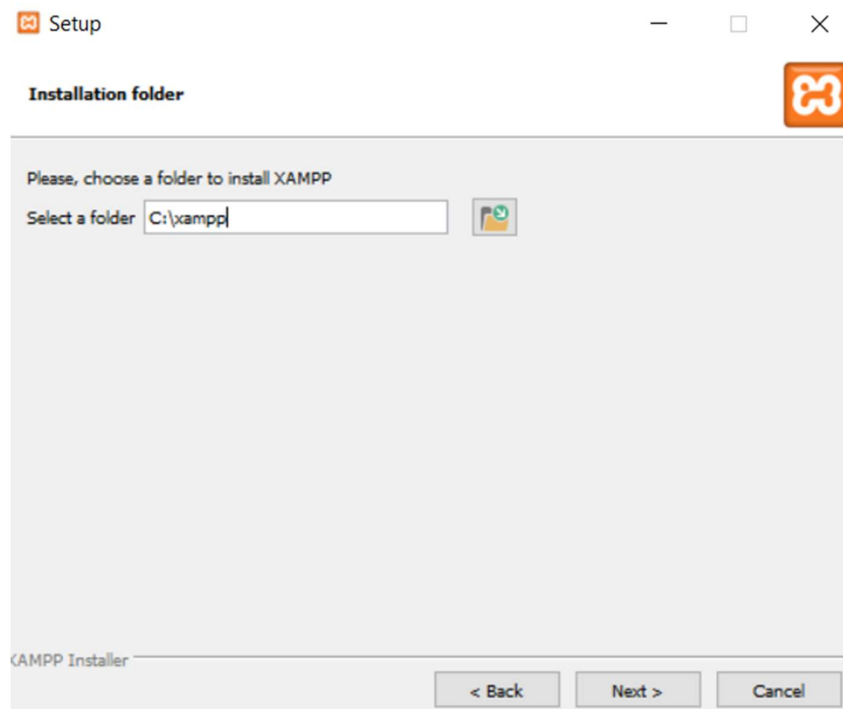 Setup
Installation folder
Please, choose a folder to install XAMPP
Select a folder C:\xampp
XAMPP Installer
< Back Next > Cancel